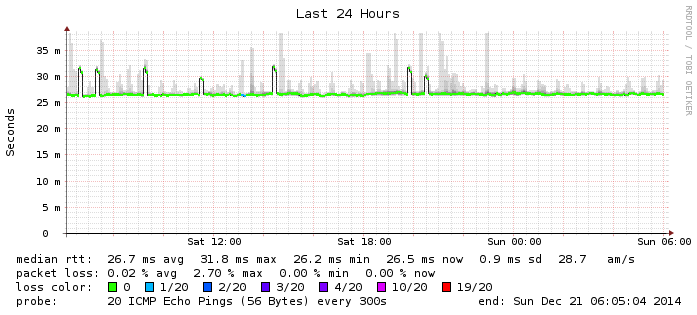 Last 24 Hours
RRDTOOL / TOBI OETIKER
Seconds
35 m
30 m
25 m
20 m
15 m
10 m
5 m
0
Sat 12:00 Sat 18:00 Sun 00:00 Sun 06:00
median rtt: 26.7 ms avg 31.8 ms max 26.2 ms min 26.5 ms now 0.9 ms sd 28.7 am/s
packet loss: 0.02 % avg 2.70 % max 0.00 % min 0.00 % now
loss color: 0 1/20 2/20 3/20 4/20 10/20 19/20
probe: 20 ICMP Echo Pings (56 Bytes) every 300s end: Sun Dec 21 06:05:04 2014